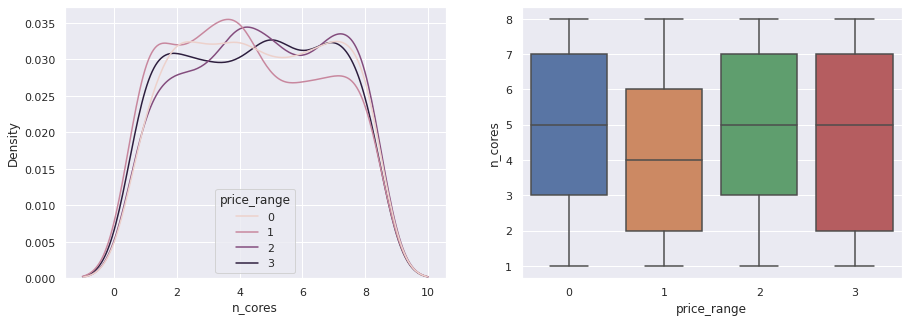 0.035
0.030
0.025
0.020
0.015
0.010
0.005
0.000
Density
0 2 4 6 8 10
n_cores
price_range
0
1
2
3
8
7
6
5
4
3
2
1
n_cores
0 1 2 3
price_range